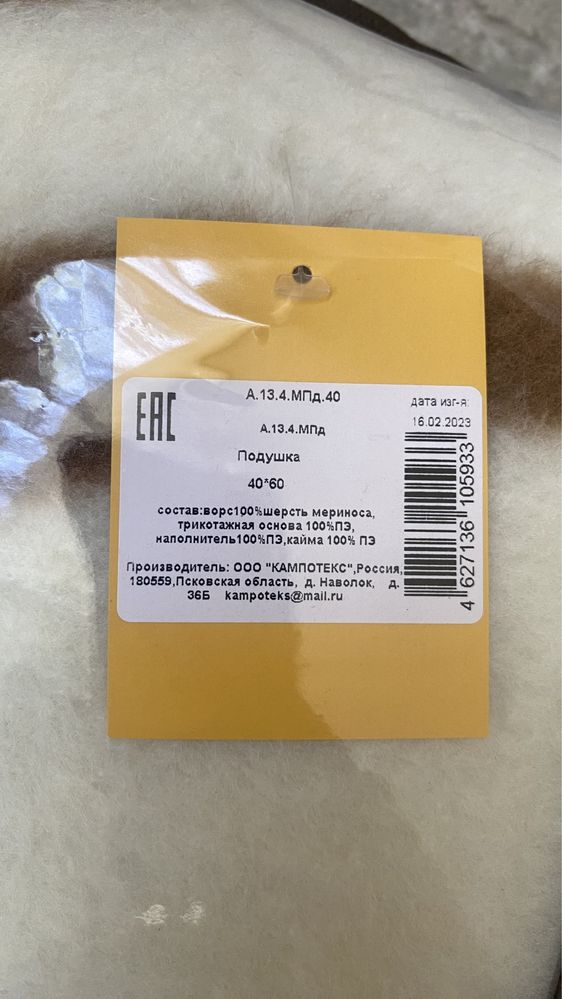 EAC
А.13.4.МПд.40
дата изг-я:
16.02.2023
А.13.4.МПд
Подушка
40*60
состав:ворс100%шерсть мериноса,
трикотажная основа 100%ПЭ,
наполнитель100%ПЭ,кайма 100% ПЭ
Производитель: ООО "КАМПОТЕКС",Россия,
180559,Псковская область, д. Наволок, д.
36Б kampoteks@mail.ru
4 627136 105933